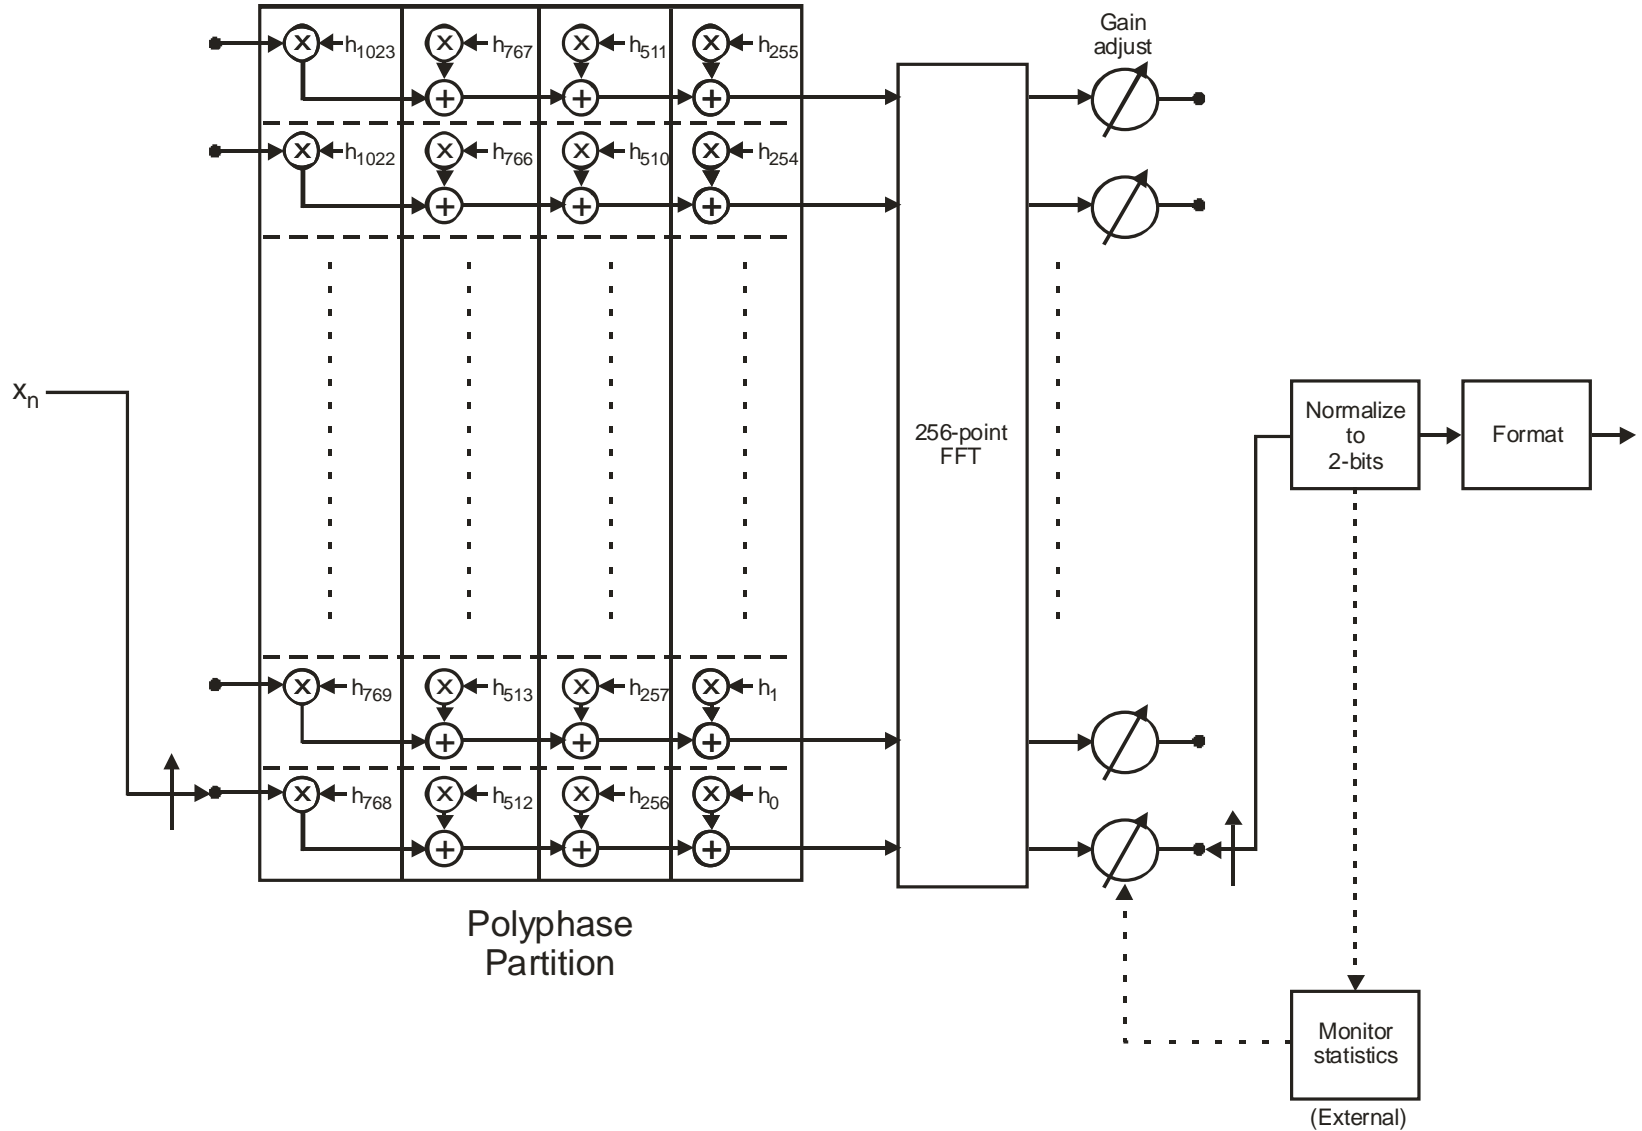 Gain
adjust
h1023 h767 h511 h255
h1022 h766 h510 h254
xn
256-point
FFT
Normalize
to
2-bits
Format
h769 h513 h257 h1
h768 h512 h256 h0
Polyphase
Partition
Monitor
statistics
(External)